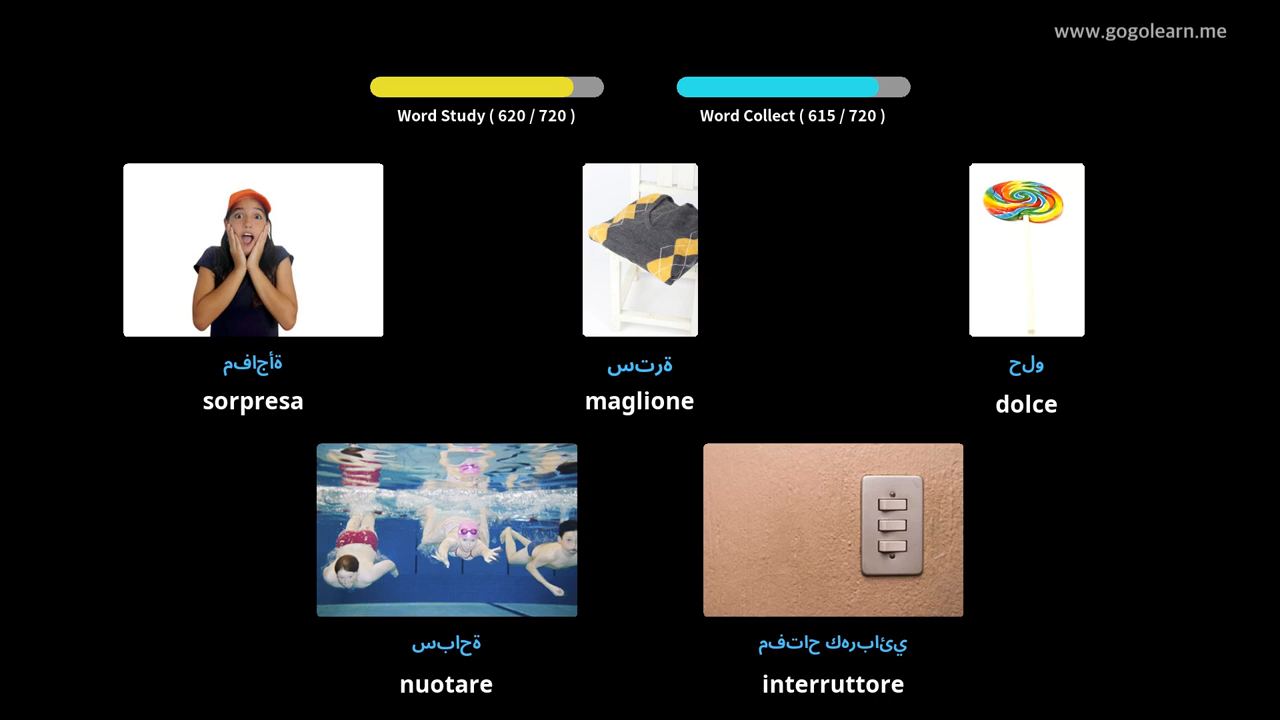 www.gogolearn.me
Word Study ( 620 / 720 )
Word Collect ( 615 / 720 )
مفاجأة
sorpresa
سترة
maglione
حلو
dolce
سباحة
nuotare
مفتاح كهربائي
interruttore